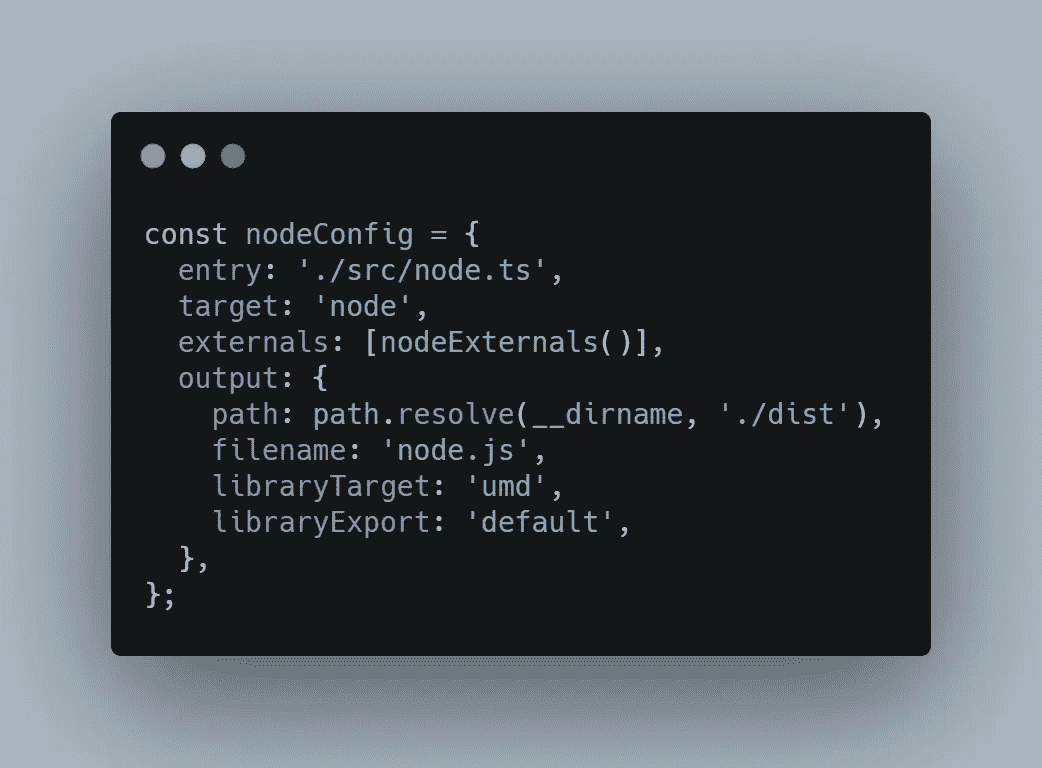 const nodeConfig = {
  entry: './src/node.ts',
  target: 'node',
  externals: [nodeExternals()],
  output: {
    path: path.resolve(__dirname, './dist'),
    filename: 'node.js',
    libraryTarget: 'umd',
    libraryExport: 'default',
  },
};